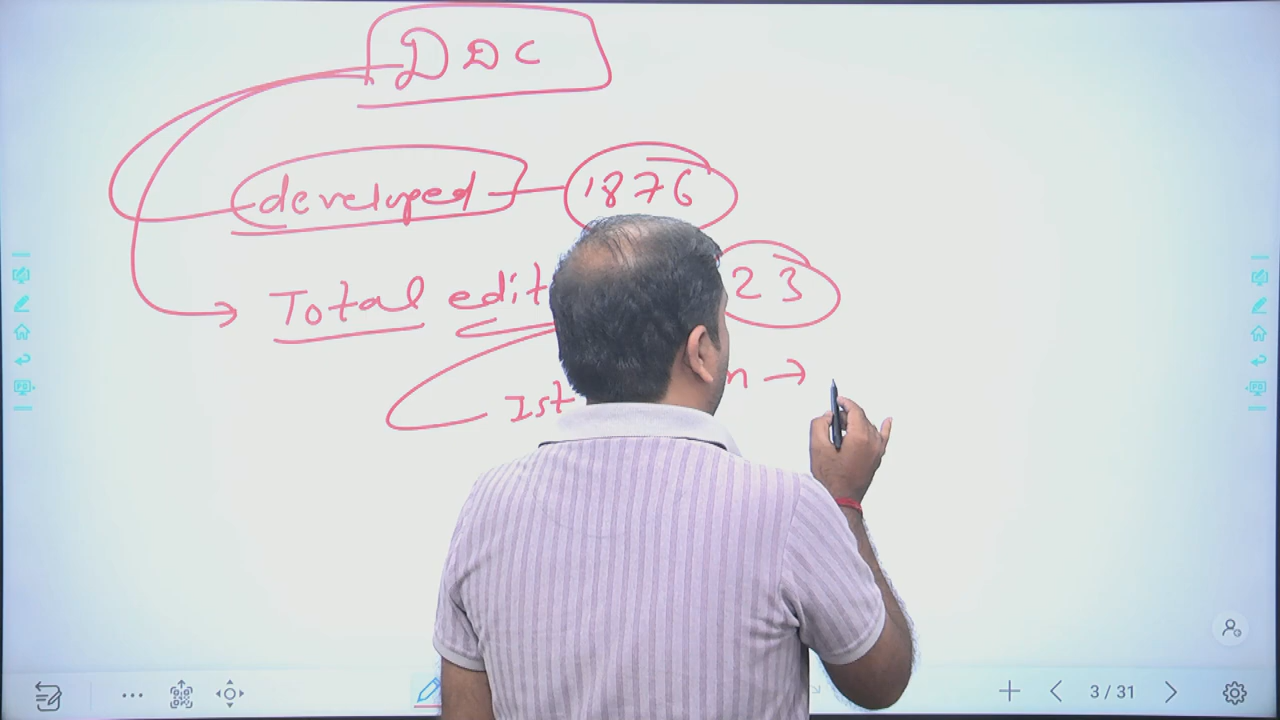 DDC
developed - 1876
Total edit 23
Ist n →
3 / 31